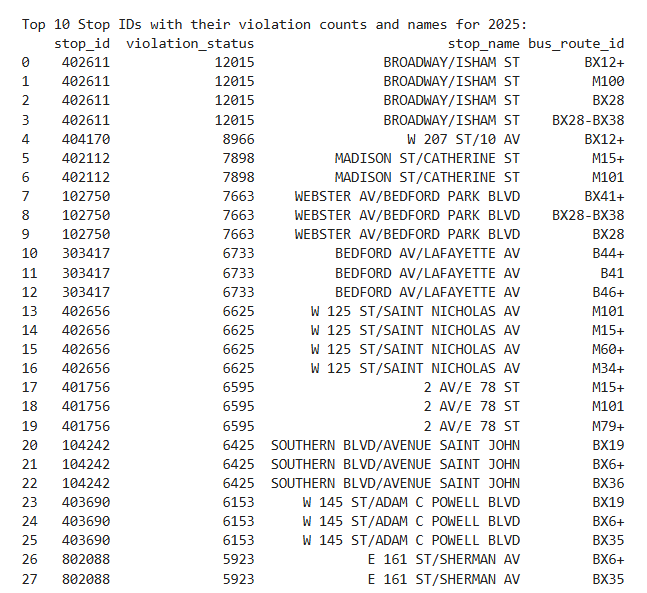 Top 10 Stop IDs with their violation counts and names for 2025:
stop_id violation_status stop_name bus_route_id
0 402611 12015 BROADWAY/ISHAM ST BX12+
1 402611 12015 BROADWAY/ISHAM ST M100
2 402611 12015 BROADWAY/ISHAM ST BX28
3 402611 12015 BROADWAY/ISHAM ST BX28-BX38
4 404170 8966 W 207 ST/10 AV BX12+
5 402112 7898 MADISON ST/CATHERINE ST M15+
6 402112 7898 MADISON ST/CATHERINE ST M101
7 102750 7663 WEBSTER AV/BEDFORD PARK BLVD BX41+
8 102750 7663 WEBSTER AV/BEDFORD PARK BLVD BX28-BX38
9 102750 7663 WEBSTER AV/BEDFORD PARK BLVD BX28
10 303417 6733 BEDFORD AV/LAFAYETTE AV B44+
11 303417 6733 BEDFORD AV/LAFAYETTE AV B41
12 303417 6733 BEDFORD AV/LAFAYETTE AV B46+
13 402656 6625 W 125 ST/SAINT NICHOLAS AV M101
14 402656 6625 W 125 ST/SAINT NICHOLAS AV M15+
15 402656 6625 W 125 ST/SAINT NICHOLAS AV M60+
16 402656 6625 W 125 ST/SAINT NICHOLAS AV M34+
17 401756 6595 2 AV/E 78 ST M15+
18 401756 6595 2 AV/E 78 ST M101
19 401756 6595 2 AV/E 78 ST M79+
20 104242 6425 SOUTHERN BLVD/AVENUE SAINT JOHN BX19
21 104242 6425 SOUTHERN BLVD/AVENUE SAINT JOHN BX6+
22 104242 6425 SOUTHERN BLVD/AVENUE SAINT JOHN BX36
23 403690 6153 W 145 ST/ADAM C POWELL BLVD BX19
24 403690 6153 W 145 ST/ADAM C POWELL BLVD BX6+
25 403690 6153 W 145 ST/ADAM C POWELL BLVD BX35
26 802088 5923 E 161 ST/SHERMAN AV BX6+
27 802088 5923 E 161 ST/SHERMAN AV BX35